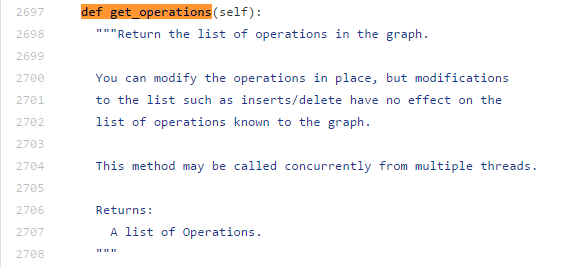 2697 def get_operations(self):
2698 """Return the list of operations in the graph.
2699
2700 You can modify the operations in place, but modifications
2701 to the list such as inserts/delete have no effect on the
2702 list of operations known to the graph.
2703
2704 This method may be called concurrently from multiple threads.
2705
2706 Returns:
2707 A list of Operations.
2708 """